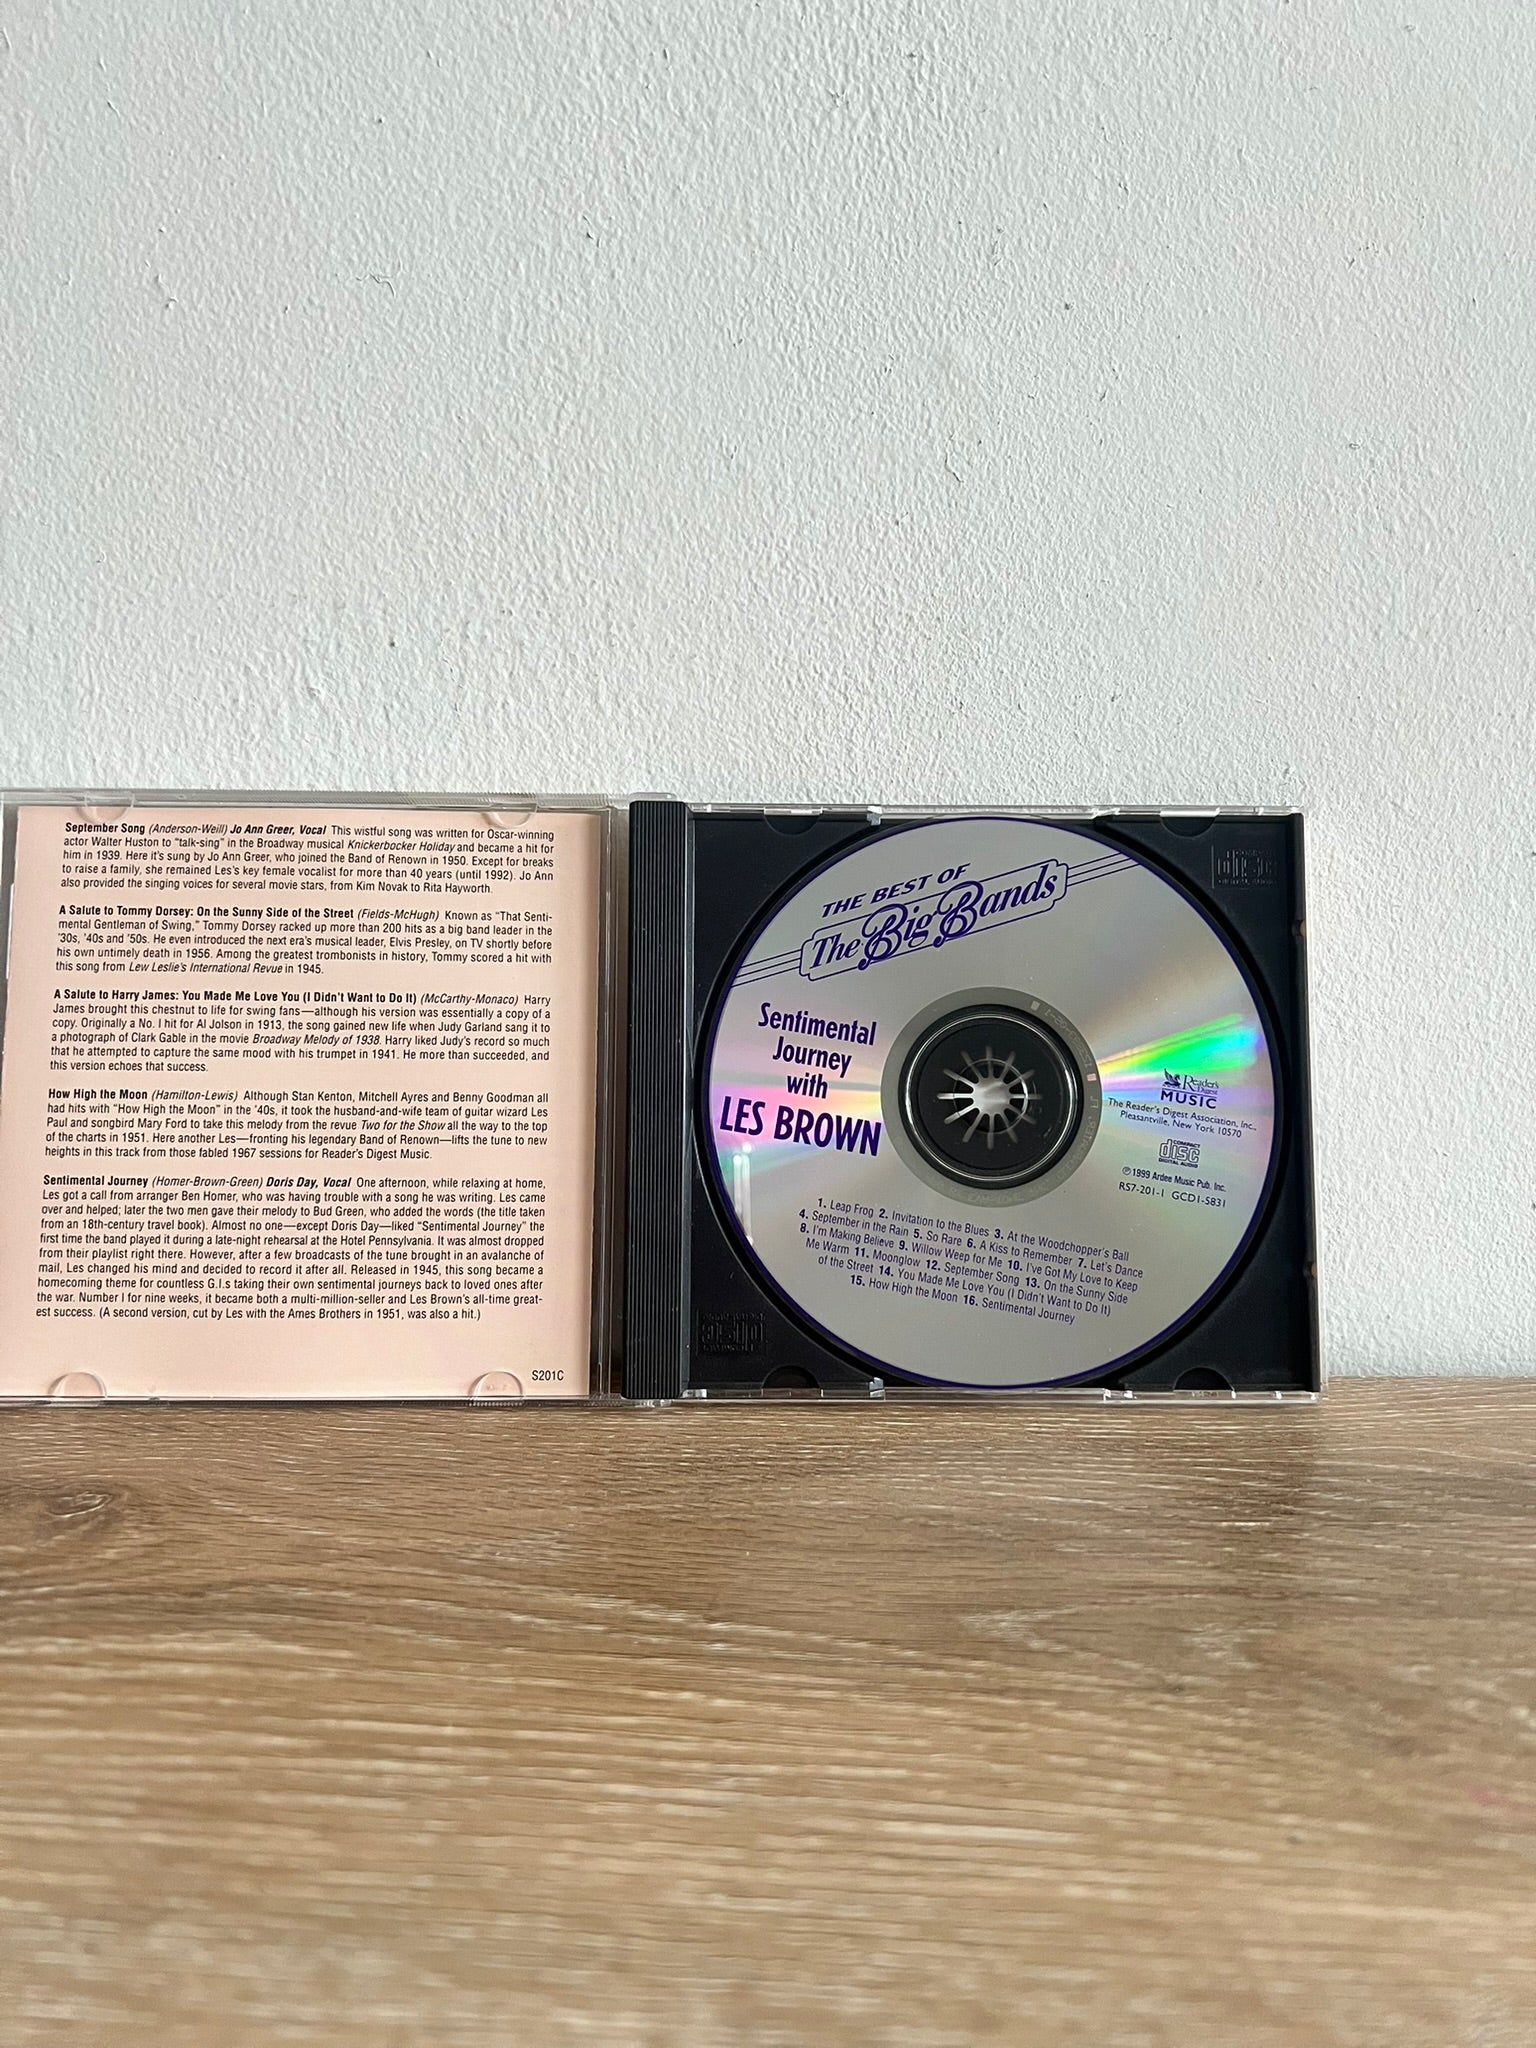 September Song (Anderson-Weill) Jo Ann Greer, Vocal This wistful song was written for Oscar-winning
actor Walter Huston to “talk-sing” in the Broadway musical Knickerbocker Holiday and became a hit for
him in 1939. Here it’s sung by Jo Ann Greer, who joined the Band of Renown in 1950. Except for breaks
to raise a family, she remained Les’s key female vocalist for more than 40 years (until 1992). Jo Ann
also provided the singing voices for several movie stars, from Kim Novak to Rita Hayworth.
A Salute to Tommy Dorsey: On the Sunny Side of the Street (Fields-McHugh) Known as “That Senti-
mental Gentleman of Swing,” Tommy Dorsey racked up more than 200 hits as a big band leader in the
’30s, ’40s and ’50s. He even introduced the next era’s musical leader, Elvis Presley, on TV shortly before
his own untimely death in 1956. Among the greatest trombonists in history, Tommy scored a hit with
this song from Lew Leslie’s International Revue in 1945.
A Salute to Harry James: You Made Me Love You (I Didn’t Want to Do It) (McCarthy-Monaco) Harry
James brought this chestnut to life for swing fans—although his version was essentially a copy of a
copy. Originally a No. 1 hit for Al Jolson in 1913, the song gained new life when Judy Garland sang it to
a photograph of Clark Gable in the movie Broadway Melody of 1938. Harry liked Judy’s record so much
that he attempted to capture the same mood with his trumpet in 1941. He more than succeeded, and
this version echoes that success.
How High the Moon (Hamilton-Lewis) Although Stan Kenton, Mitchell Ayres and Benny Goodman all
had hits with “How High the Moon” in the ’40s, it took the husband-and-wife team of guitar wizard Les
Paul and songbird Mary Ford to take this melody from the revue Two for the Show all the way to the top
of the charts in 1951. Here another Les—fronting his legendary Band of Renown—lifts the tune to new
heights in this track from those fabled 1967 sessions for Reader’s Digest Music.
Sentimental Journey (Homer-Brown-Green) Doris Day, Vocal One afternoon, while relaxing at home,
Les got a call from arranger Ben Homer, who was having trouble with a song he was writing. Les came
over and helped; later the two men gave their melody to Bud Green, who added the words (the title taken
from an 18th-century travel book). Almost no one—except Doris Day—liked “Sentimental Journey” the
first time the band played it during a late-night rehearsal at the Hotel Pennsylvania. It was almost dropped
from their playlist right there. However, after a few broadcasts of the tune brought in an avalanche of
mail, Les changed his mind and decided to record it after all. Released in 1945, this song became a
homecoming theme for countless G.I.s taking their own sentimental journeys back to loved ones after
the war. Number 1 for nine weeks, it became both a multi-million-seller and Les Brown’s all-time great-
est success. (A second version, cut by Les with the Ames Brothers in 1951, was also a hit.)
S201C
THE BEST OF
The Big Bands
Sentimental
Journey
with
LES BROWN
Reader's
Digest
MUSIC
The Reader's Digest Association, Inc.,
Pleasantville, New York 10570
COMPACT
disc
DIGITAL AUDIO
℗ 1999 Ardee Music Pub. Inc.
RS7-201-1 GCD1-5831
1. Leap Frog 2. Invitation to the Blues 3. At the Woodchopper's Ball
4. September in the Rain 5. So Rare 6. A Kiss to Remember 7. Let's Dance
8. I'm Making Believe 9. Willow Weep for Me 10. I've Got My Love to Keep
Me Warm 11. Moonglow 12. September Song 13. On the Sunny Side
of the Street 14. You Made Me Love You (I Didn't Want to Do It)
15. How High the Moon 16. Sentimental Journey
disc
DIGITAL AUDIO
disc